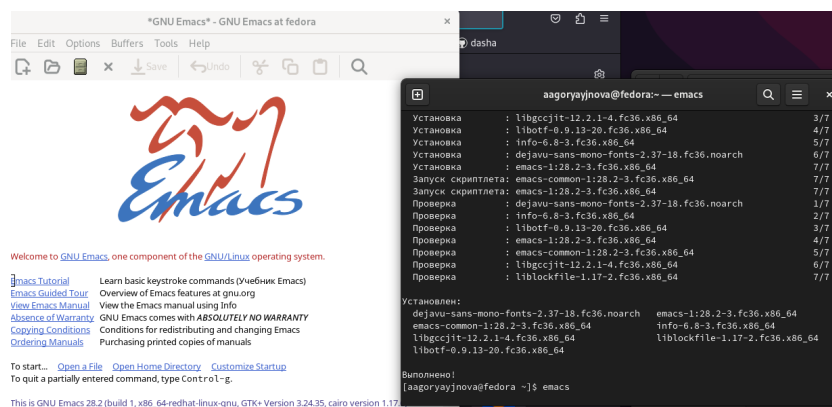 *GNU Emacs* - GNU Emacs at fedora
File Edit Options Buffers Tools Help
Save Undo
Emacs
Welcome to GNU Emacs, one component of the GNU/Linux operating system.
Emacs Tutorial Learn basic keystroke commands (Учебник Emacs)
Emacs Guided Tour Overview of Emacs features at gnu.org
View Emacs Manual View the Emacs manual using Info
Absence of Warranty GNU Emacs comes with ABSOLUTELY NO WARRANTY
Copying Conditions Conditions for redistributing and changing Emacs
Ordering Manuals Purchasing printed copies of manuals
To start... Open a File Open Home Directory Customize Startup
To quit a partially entered command, type Control-g.
This is GNU Emacs 28.2 (build 1, x86_64-redhat-linux-gnu, GTK+ Version 3.24.35, cairo version 1.17.
dasha
aagoryayjnova@fedora:~ — emacs
Установка : libgccjit-12.2.1-4.fc36.x86_64 3/7
Установка : libotf-0.9.13-20.fc36.x86_64 4/7
Установка : info-6.8-3.fc36.x86_64 5/7
Установка : dejavu-sans-mono-fonts-2.37-18.fc36.noarch 6/7
Установка : emacs-1:28.2-3.fc36.x86_64 7/7
Запуск скриптлета: emacs-common-1:28.2-3.fc36.x86_64 7/7
Запуск скриптлета: emacs-1:28.2-3.fc36.x86_64 7/7
Проверка : dejavu-sans-mono-fonts-2.37-18.fc36.noarch 1/7
Проверка : info-6.8-3.fc36.x86_64 2/7
Проверка : libotf-0.9.13-20.fc36.x86_64 3/7
Проверка : emacs-1:28.2-3.fc36.x86_64 4/7
Проверка : emacs-common-1:28.2-3.fc36.x86_64 5/7
Проверка : libgccjit-12.2.1-4.fc36.x86_64 6/7
Проверка : liblockfile-1.17-2.fc36.x86_64 7/7
Установлен:
dejavu-sans-mono-fonts-2.37-18.fc36.noarch emacs-1:28.2-3.fc36.x86_64
emacs-common-1:28.2-3.fc36.x86_64 info-6.8-3.fc36.x86_64
libgccjit-12.2.1-4.fc36.x86_64 liblockfile-1.17-2.fc36.x86_64
libotf-0.9.13-20.fc36.x86_64
Выполнено!
[aagoryayjnova@fedora ~]$ emacs